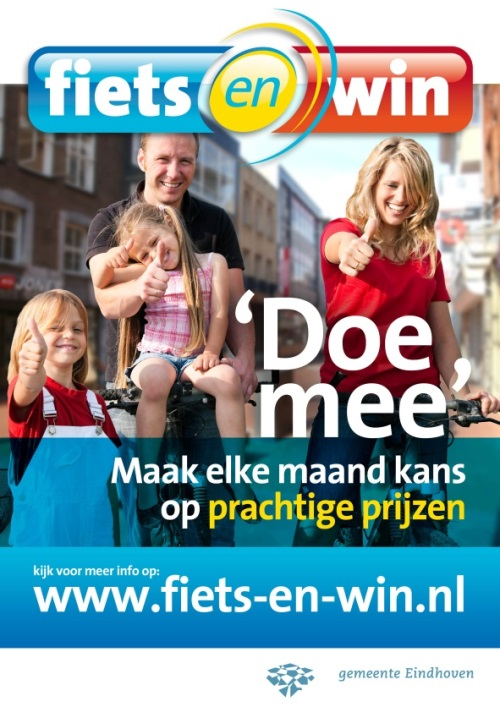 fiets en win
‘Doe
mee’
Maak elke maand kans
op prachtige prijzen
kijk voor meer info op:
www.fiets-en-win.nl
gemeente Eindhoven